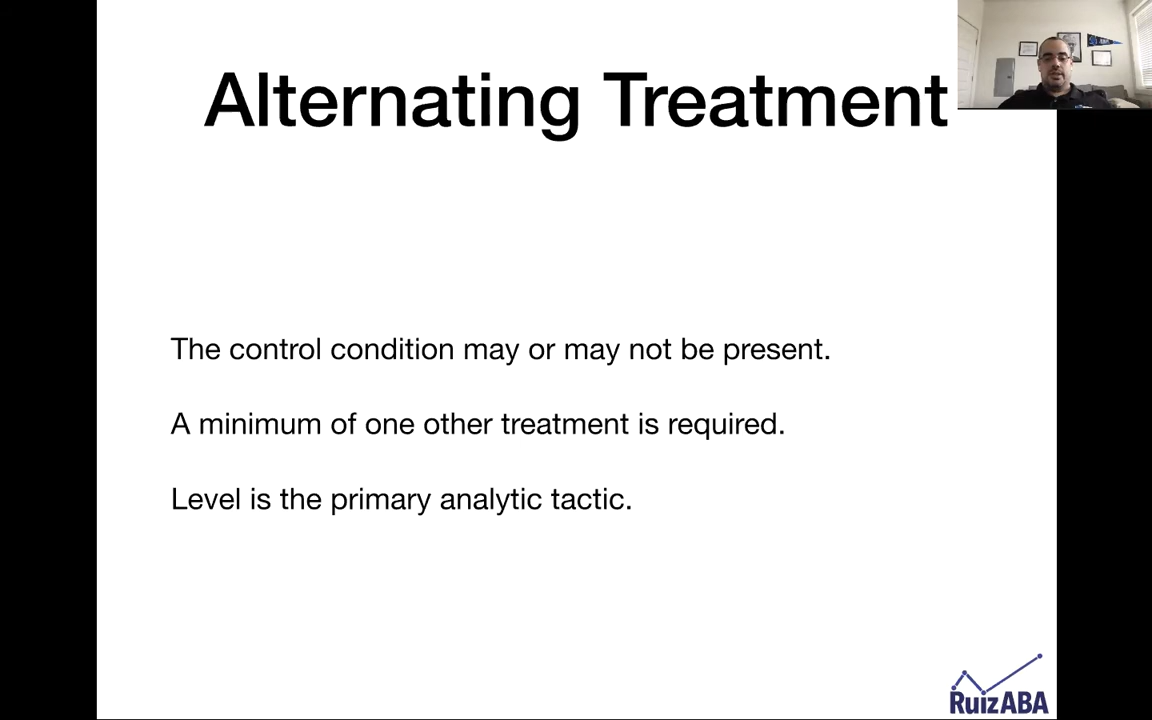 Alternating Treatment
The control condition may or may not be present.
A minimum of one other treatment is required.
Level is the primary analytic tactic.
RuizABA